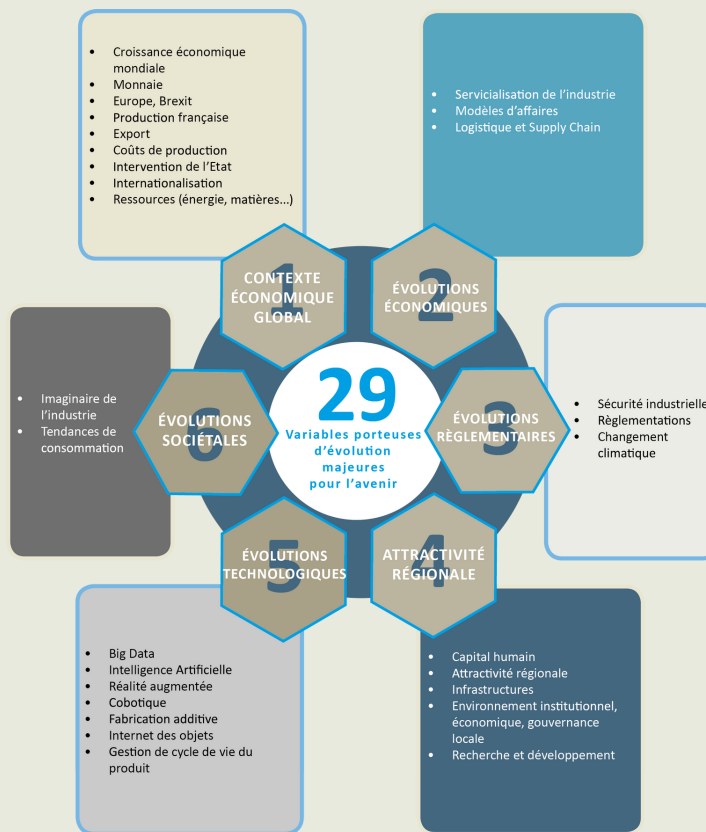 • Croissance économique
mondiale
• Monnaie
• Europe, Brexit
• Production française
• Export
• Coûts de production
• Intervention de l'Etat
• Internationalisation
• Ressources (énergie, matières...)
• Servicialisation de l'industrie
• Modèles d'affaires
• Logistique et Supply Chain
1
CONTEXTE
ÉCONOMIQUE
GLOBAL
2
ÉVOLUTIONS
ÉCONOMIQUES
• Imaginaire de
l'industrie
• Tendances de
consommation
6
ÉVOLUTIONS
SOCIÉTALES
29
Variables porteuses
d'évolution
majeures
pour l'avenir
3
ÉVOLUTIONS
RÈGLEMENTAIRES
• Sécurité industrielle
• Règlementations
• Changement
climatique
5
ÉVOLUTIONS
TECHNOLOGIQUES
4
ATTRACTIVITÉ
RÉGIONALE
• Big Data
• Intelligence Artificielle
• Réalité augmentée
• Cobotique
• Fabrication additive
• Internet des objets
• Gestion de cycle de vie du
produit
• Capital humain
• Attractivité régionale
• Infrastructures
• Environnement institutionnel,
économique, gouvernance
locale
• Recherche et développement